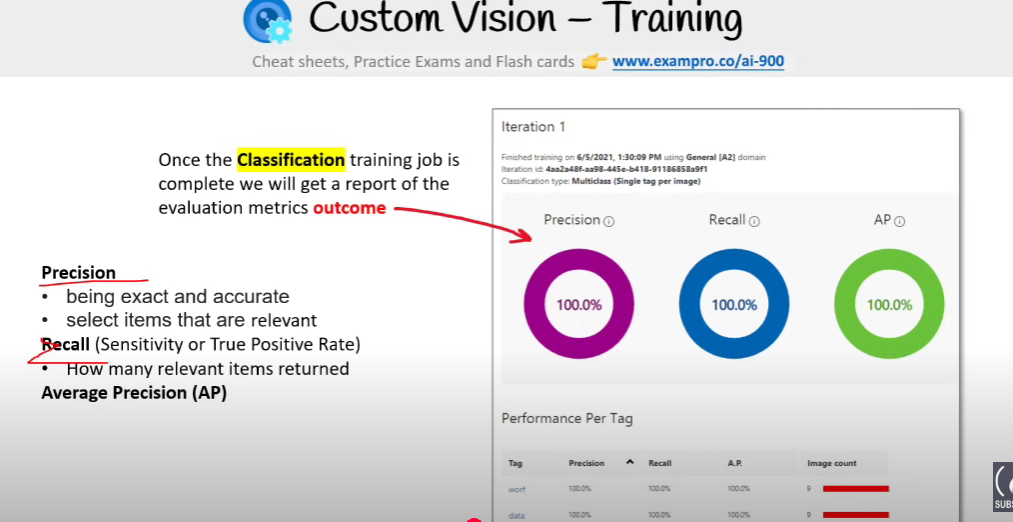 Custom Vision – Training
Cheat sheets, Practice Exams and Flash cards 👉 www.exampro.co/ai-900
Once the Classification training job is
complete we will get a report of the
evaluation metrics outcome
Precision
• being exact and accurate
• select items that are relevant
Recall (Sensitivity or True Positive Rate)
• How many relevant items returned
Average Precision (AP)
Iteration 1
Finished training on 6/5/2021, 1:30:09 PM using General [A2] domain
Iteration id: 4aa2a48f-aa98-445e-b418-91186858a9f1
Classification type: Multiclass (Single tag per image)
Precision Recall AP
100.0% 100.0% 100.0%
Performance Per Tag
Tag Precision Recall A.P. Image count
worf 100.0% 100.0% 100.0% 9
data 100.0% 100.0% 100.0% 9